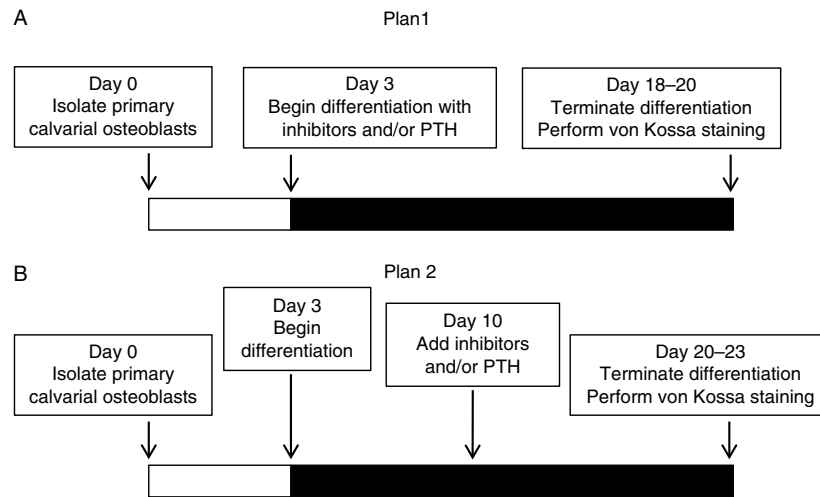 A
Plan1
Day 0
Isolate primary
calvarial osteoblasts
Day 3
Begin differentiation with
inhibitors and/or PTH
Day 18–20
Terminate differentiation
Perform von Kossa staining
B
Plan 2
Day 0
Isolate primary
calvarial osteoblasts
Day 3
Begin
differentiation
Day 10
Add inhibitors
and/or PTH
Day 20–23
Terminate differentiation
Perform von Kossa staining